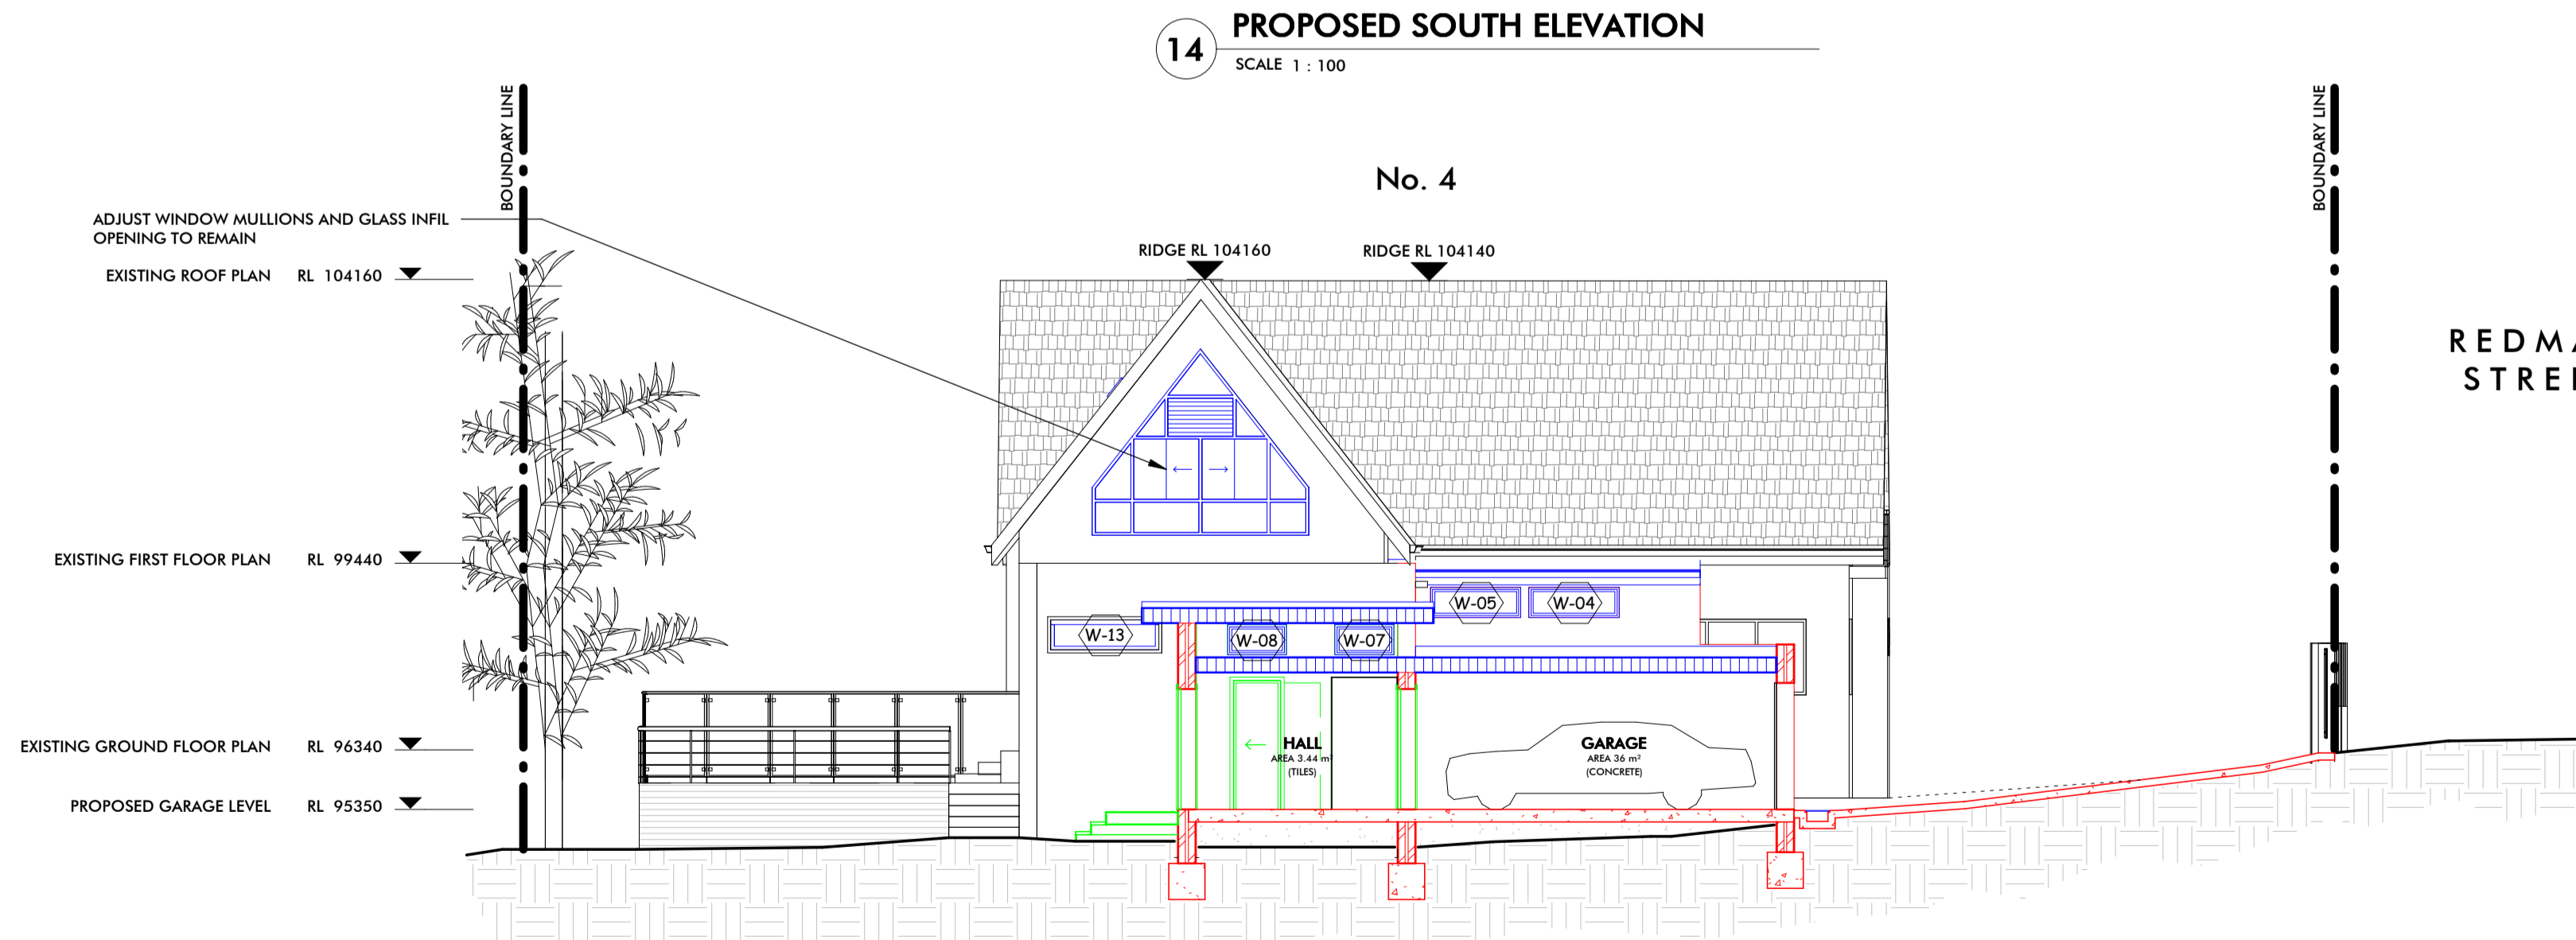 14
PROPOSED SOUTH ELEVATION
SCALE 1 : 100
BOUNDARY LINE
BOUNDARY LINE
No. 4
ADJUST WINDOW MULLIONS AND GLASS INFIL
OPENING TO REMAIN
RIDGE RL 104160
RIDGE RL 104140
EXISTING ROOF PLAN RL 104160
EXISTING FIRST FLOOR PLAN RL 99440
W-05
W-04
W-13
W-08
W-07
EXISTING GROUND FLOOR PLAN RL 96340
HALL
AREA 3.44 m²
(TILES)
GARAGE
AREA 36 m²
(CONCRETE)
PROPOSED GARAGE LEVEL RL 95350